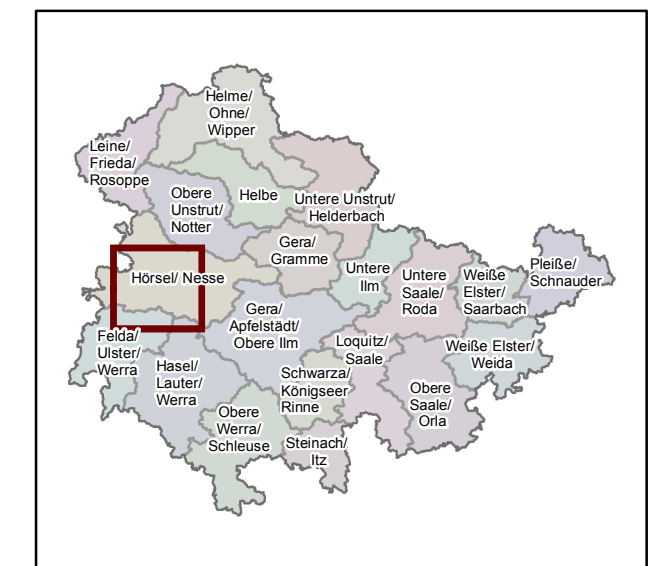 Helme/
Ohne/
Wipper
Leine/
Frieda/
Rosoppe
Obere
Unstrut/
Notter
Helbe
Untere Unstrut/
Helderbach
Gera/
Gramme
Hörsel/ Nesse
Untere
Ilm
Untere
Saale/
Roda
Weiße
Elster/
Saarbach
Pleiße/
Schnauder
Gera/
Apfelstädt/
Obere Ilm
Felda/
Ulster/
Werra
Hasel/
Lauter/
Werra
Loquitz/
Saale
Weiße Elster/
Weida
Schwarza/
Königseer
Rinne
Obere
Saale/
Orla
Obere
Werra/
Schleuse
Steinach/
Itz